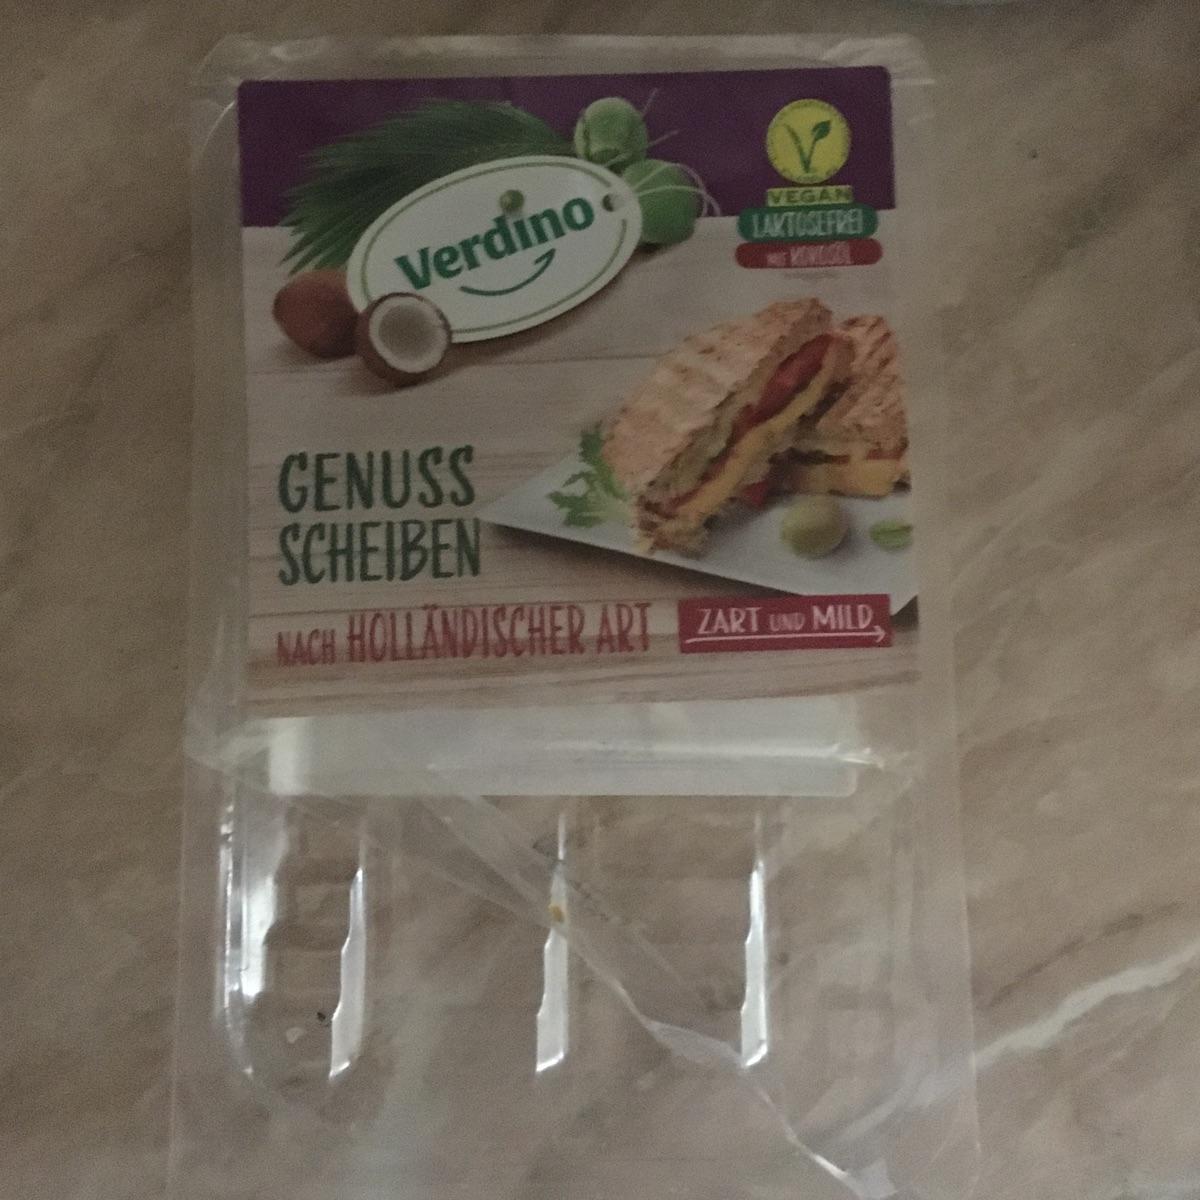 Verdino
VEGAN
LAKTOSEFREI
MIT KOKOSÖL
GENUSS
SCHEIBEN
NACH HOLLÄNDISCHER ART
ZART UND MILD